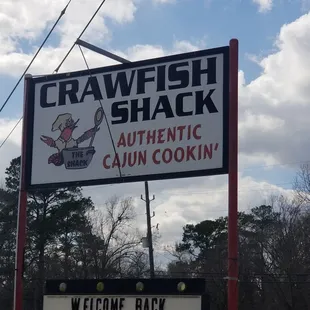 CRAWFISH
SHACK
THE
SHACK
AUTHENTIC
CAJUN COOKIN'
WELCOME BACK